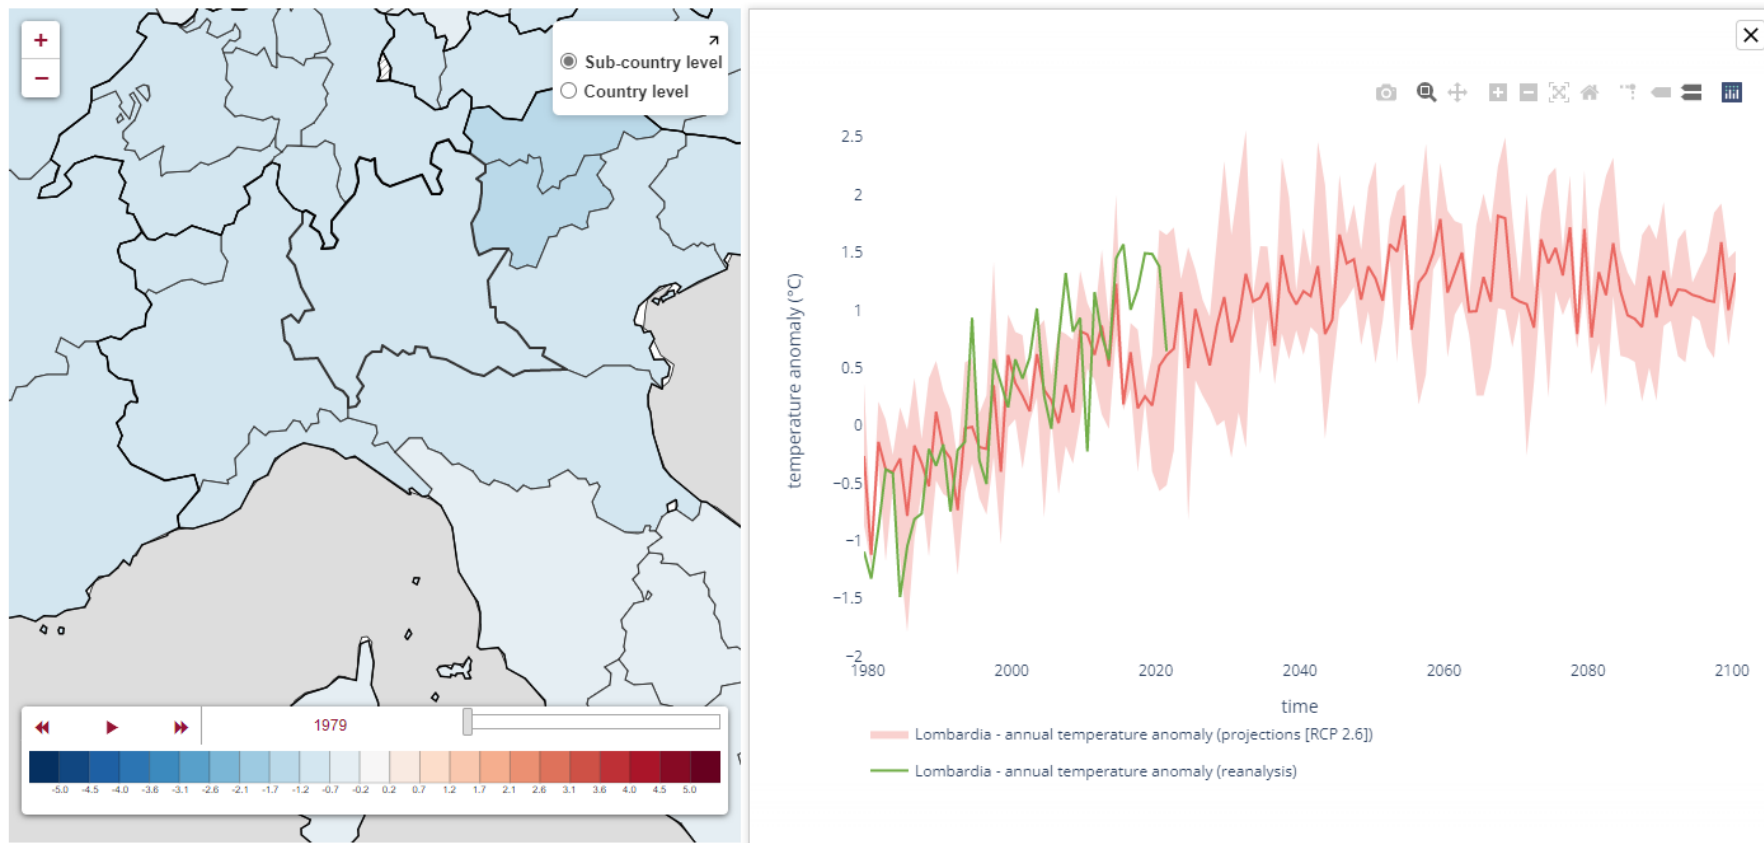 +
−
Sub-country level
Country level
1979
-5.0 -4.5 -4.0 -3.6 -3.1 -2.6 -2.1 -1.7 -1.2 -0.7 -0.2 0.2 0.7 1.2 1.7 2.1 2.6 3.1 3.6 4.0 4.5 5.0
temperature anomaly (°C)
2.5
2
1.5
1
0.5
0
−0.5
−1
−1.5
−2
1980 2000 2020 2040 2060 2080 2100
time
Lombardia - annual temperature anomaly (projections [RCP 2.6])
Lombardia - annual temperature anomaly (reanalysis)